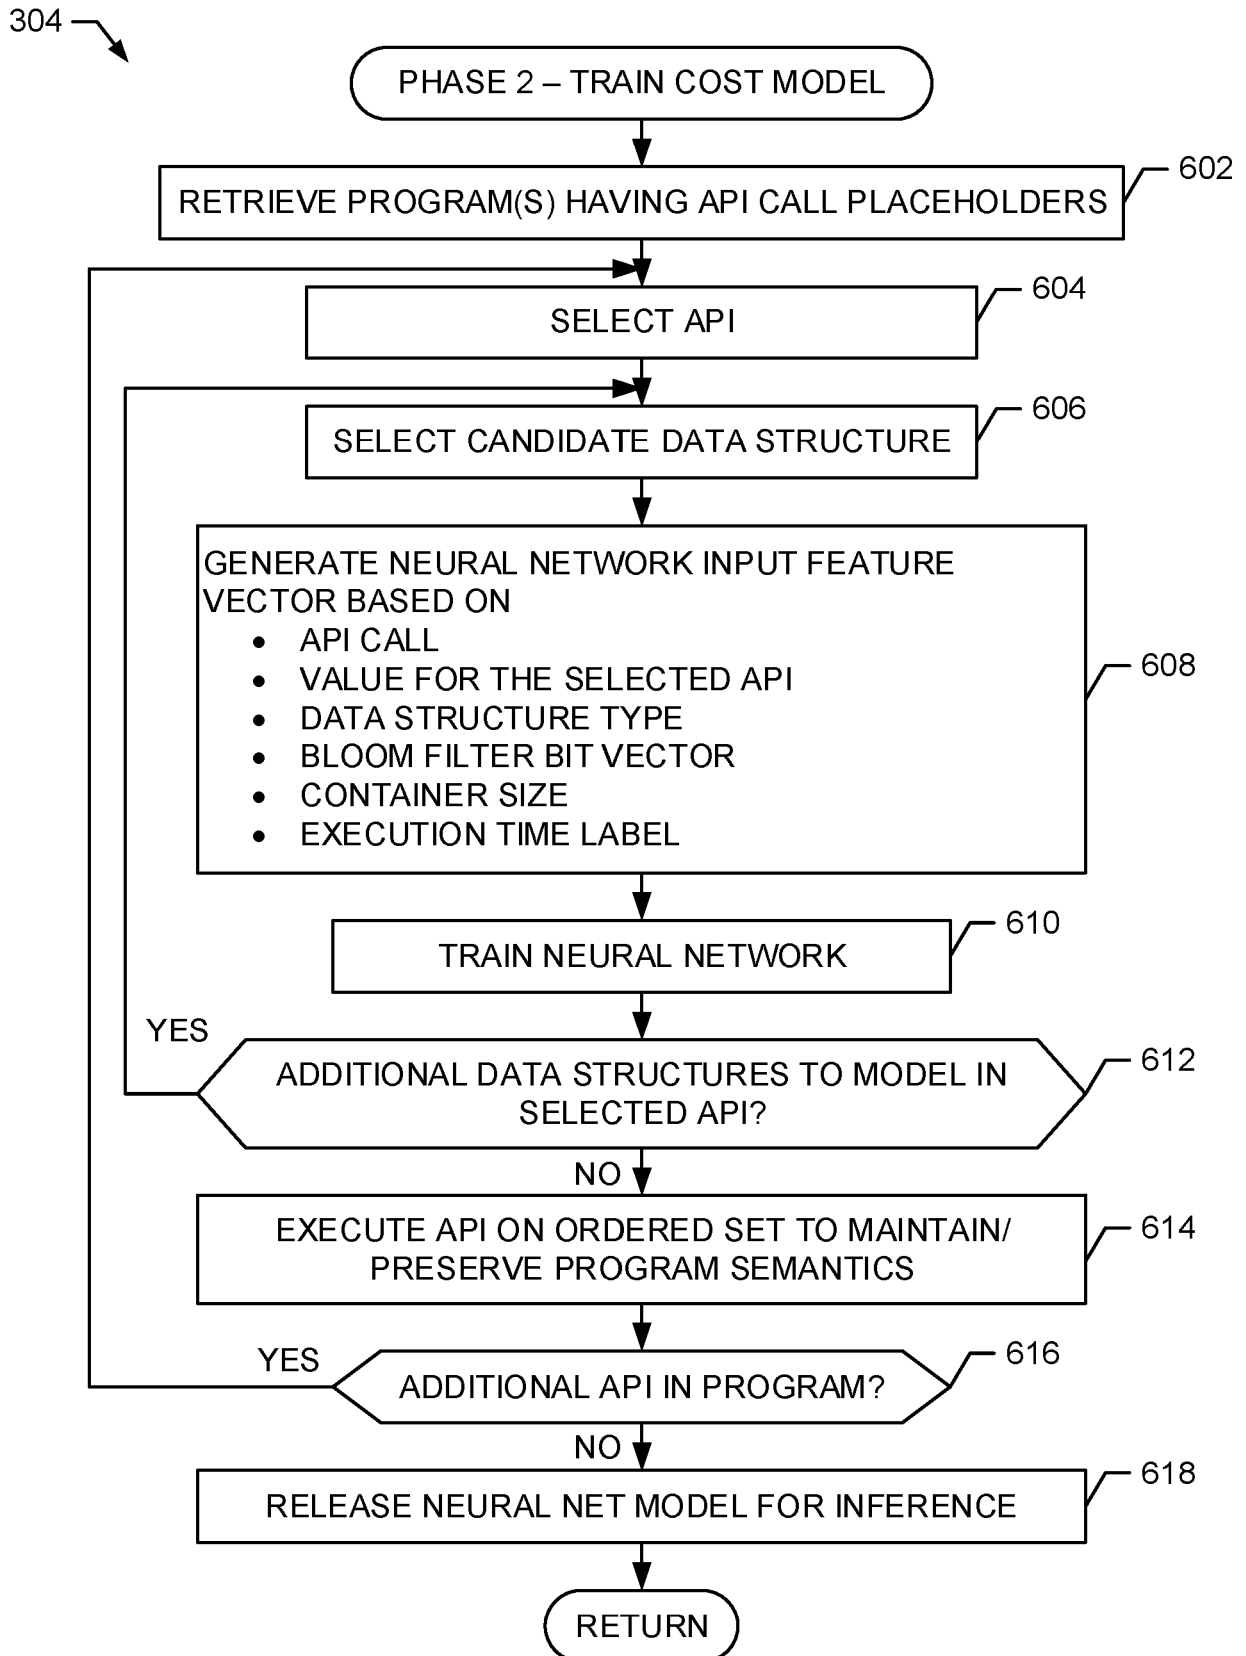 304
PHASE 2 – TRAIN COST MODEL
602
RETRIEVE PROGRAM(S) HAVING API CALL PLACEHOLDERS
604
SELECT API
606
SELECT CANDIDATE DATA STRUCTURE
GENERATE NEURAL NETWORK INPUT FEATURE
VECTOR BASED ON
• API CALL
• VALUE FOR THE SELECTED API
608
• DATA STRUCTURE TYPE
• BLOOM FILTER BIT VECTOR
• CONTAINER SIZE
• EXECUTION TIME LABEL
610
TRAIN NEURAL NETWORK
YES
612
ADDITIONAL DATA STRUCTURES TO MODEL IN
SELECTED API?
NO
614
EXECUTE API ON ORDERED SET TO MAINTAIN/
PRESERVE PROGRAM SEMANTICS
YES
616
ADDITIONAL API IN PROGRAM?
NO
618
RELEASE NEURAL NET MODEL FOR INFERENCE
RETURN